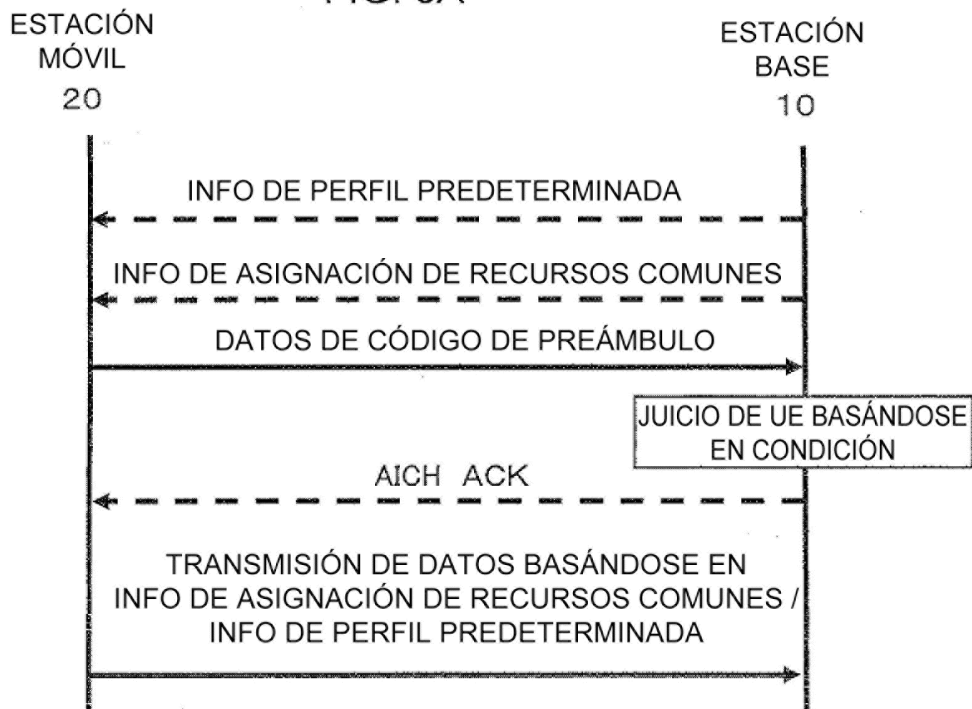 ESTACIÓN
MÓVIL
20
ESTACIÓN
BASE
10
INFO DE PERFIL PREDETERMINADA
INFO DE ASIGNACIÓN DE RECURSOS COMUNES
DATOS DE CÓDIGO DE PREÁMBULO
JUICIO DE UE BASÁNDOSE
EN CONDICIÓN
AICH ACK
TRANSMISIÓN DE DATOS BASÁNDOSE EN
INFO DE ASIGNACIÓN DE RECURSOS COMUNES /
INFO DE PERFIL PREDETERMINADA